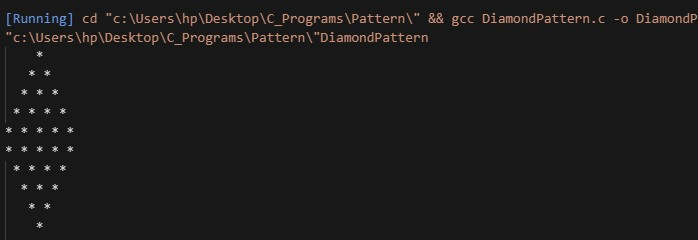 [Running] cd "c:\Users\hp\Desktop\C_Programs\Pattern\" && gcc DiamondPattern.c -o DiamondP
"c:\Users\hp\Desktop\C_Programs\Pattern\"DiamondPattern
    *
   * *
  * * *
 * * * *
* * * * *
* * * * *
 * * * *
  * * *
   * *
    *